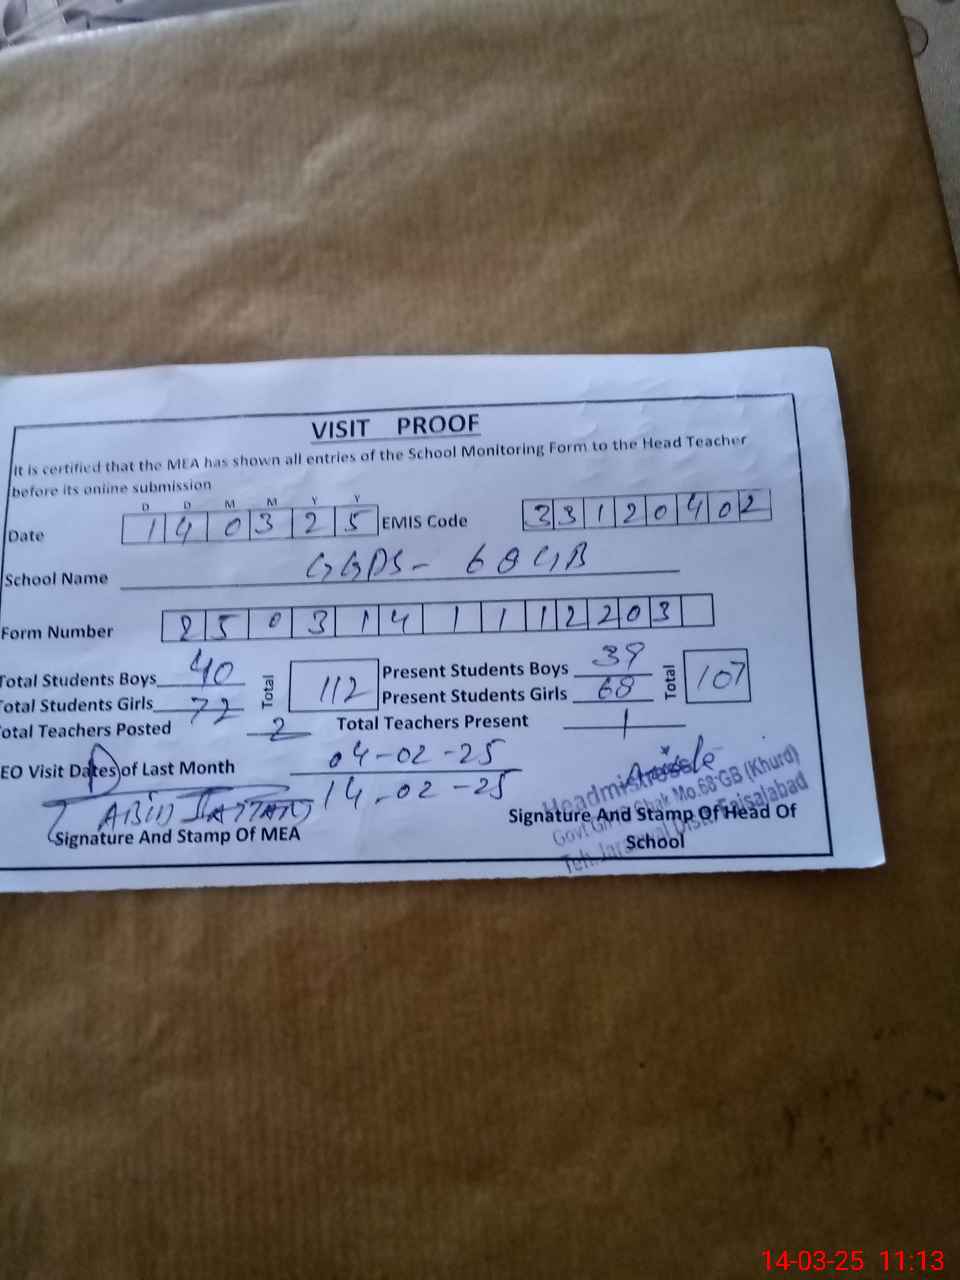 VISIT PROOF
It is certified that the MEA has shown all entries of the School Monitoring Form to the Head Teacher
before its online submission
D D M M Y Y
Date 1 4 0 3 2 5 EMIS Code 3 3 1 2 0 4 0 2
School Name GGPS - 68 GB
Form Number 2 5 0 3 1 4 1 1 1 2 2 0 3
Total Students Boys 40 Total 112 Present Students Boys 39 Total 107
Total Students Girls 72 Present Students Girls 68
Total Teachers Posted 2 Total Teachers Present 1
EO Visit Dates of Last Month 04-02-25
14-02-25
ABID SATTAR
Headmistress
Govt Chak No.68-GB (Khurd)
Teh. Distt. Faisalabad
Signature And Stamp Of MEA
Signature And Stamp Of Head Of
School
14-03-25 11:13